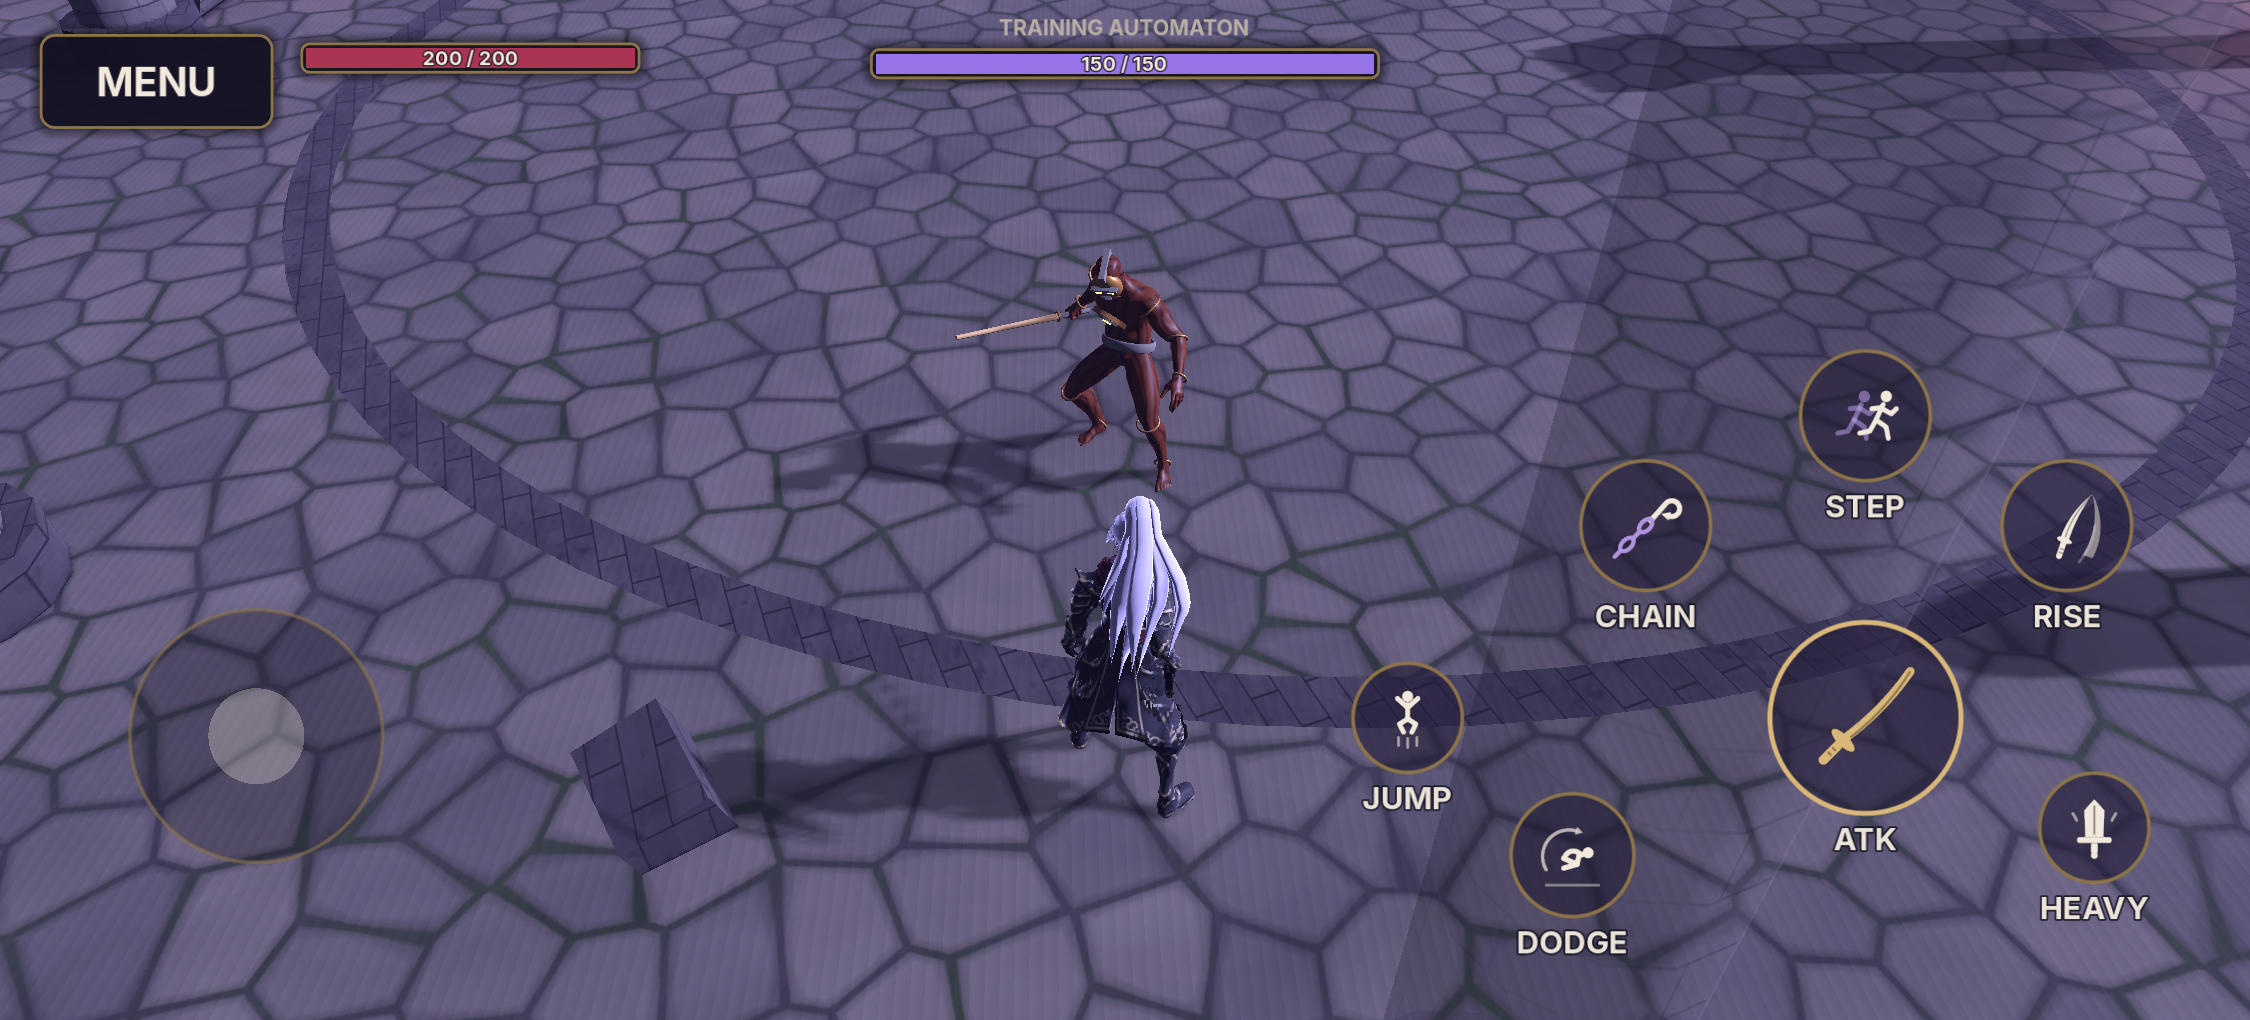 TRAINING AUTOMATON
MENU
200 / 200
150 / 150
STEP
CHAIN
RISE
JUMP
ATK
HEAVY
DODGE